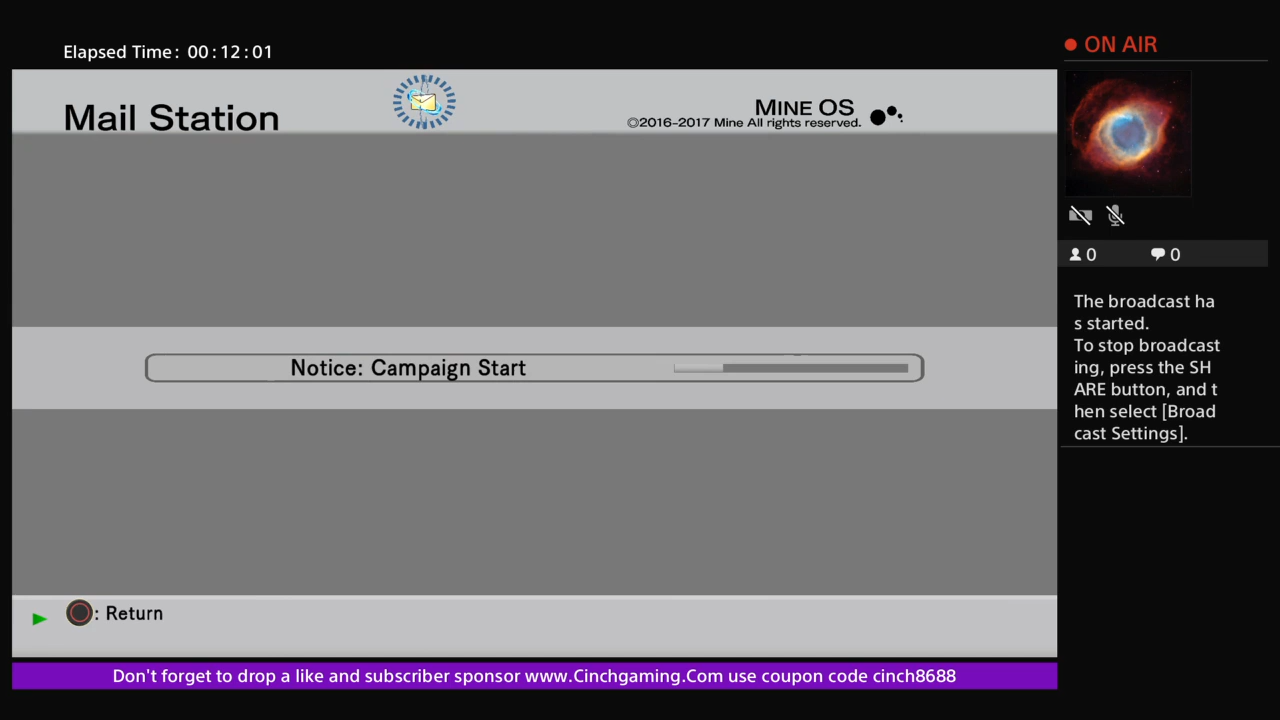 Elapsed Time: 00:12:01
ON AIR
Mail Station
MINE OS
©2016-2017 Mine All rights reserved.
0 0
The broadcast ha
s started.
To stop broadcast
ing, press the SH
ARE button, and t
hen select [Broad
cast Settings].
Notice: Campaign Start
: Return
Don't forget to drop a like and subscriber sponsor www.Cinchgaming.Com use coupon code cinch8688